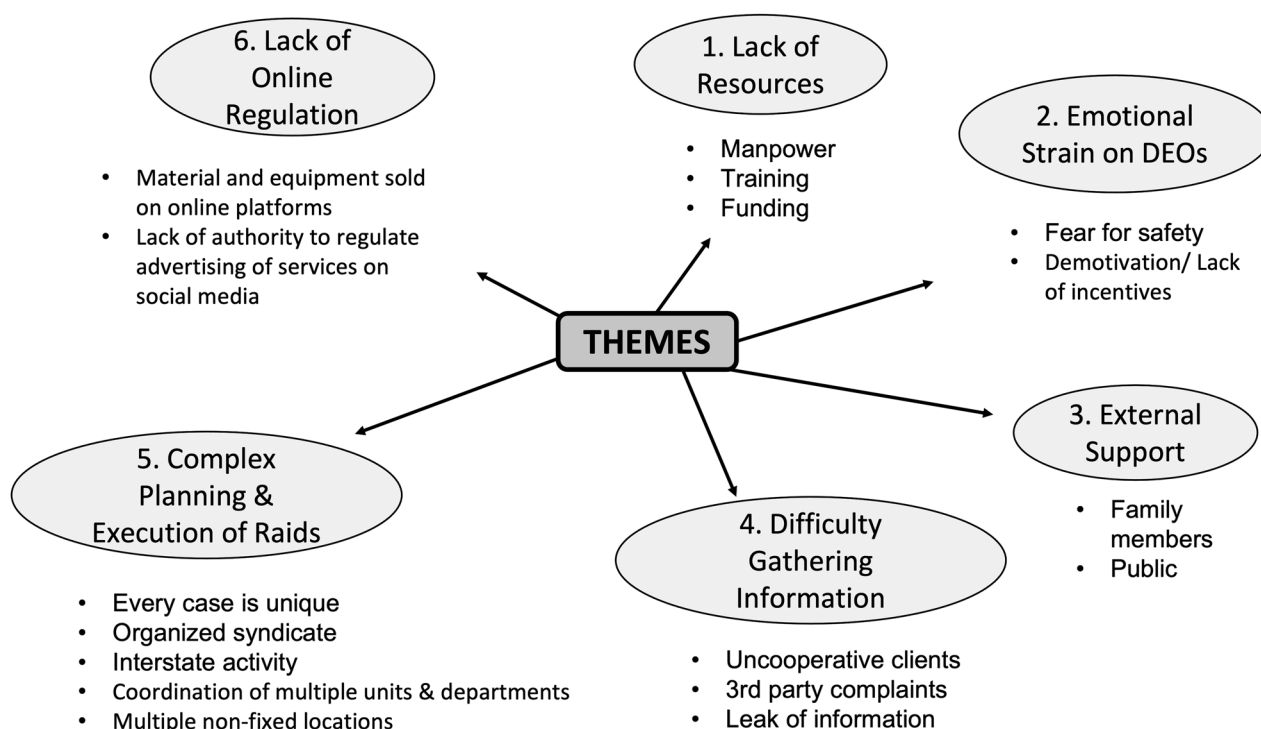 6. Lack of
Online
Regulation
• Material and equipment sold
on online platforms
• Lack of authority to regulate
advertising of services on
social media
1. Lack of
Resources
• Manpower
• Training
• Funding
2. Emotional
Strain on DEOs
• Fear for safety
• Demotivation/ Lack
of incentives
THEMES
3. External
Support
• Family
members
• Public
4. Difficulty
Gathering
Information
• Uncooperative clients
• 3rd party complaints
• Leak of information
5. Complex
Planning &
Execution of Raids
• Every case is unique
• Organized syndicate
• Interstate activity
• Coordination of multiple units & departments
• Multiple non-fixed locations